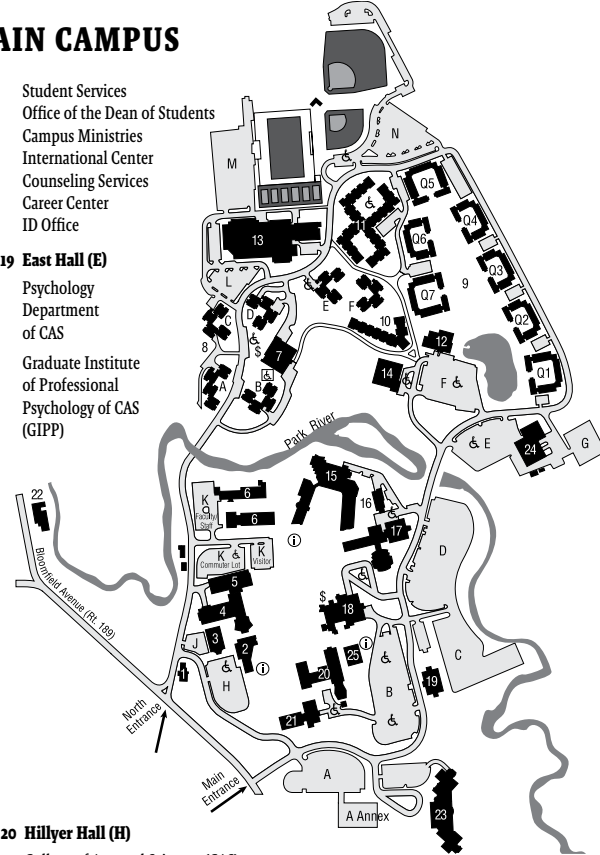 AIN CAMPUS
Student Services
Office of the Dean of Students
Campus Ministries
International Center
Counseling Services
Career Center
ID Office
19 East Hall (E)
Psychology
Department
of CAS
Graduate Institute
of Professional
Psychology of CAS
(GIPP)
20 Hillyer Hall (H)
N
M
Q5
11
Q4
13
Q6
Q3
9
L
E
F
Q7
C
D
Q2
10
8
$
7
12
A
B
14
F
Q1
Park River
E
24
G
22
15
K
Faculty/
Staff
6
6
16
17
D
K
Commuter Lot
K
Visitor
i
Bloomfield Avenue (Rt. 189)
5
4
$
18
J
3
2
i
i
25
C
1
H
20
19
B
North
Entrance
21
Main
Entrance
A
A Annex
23